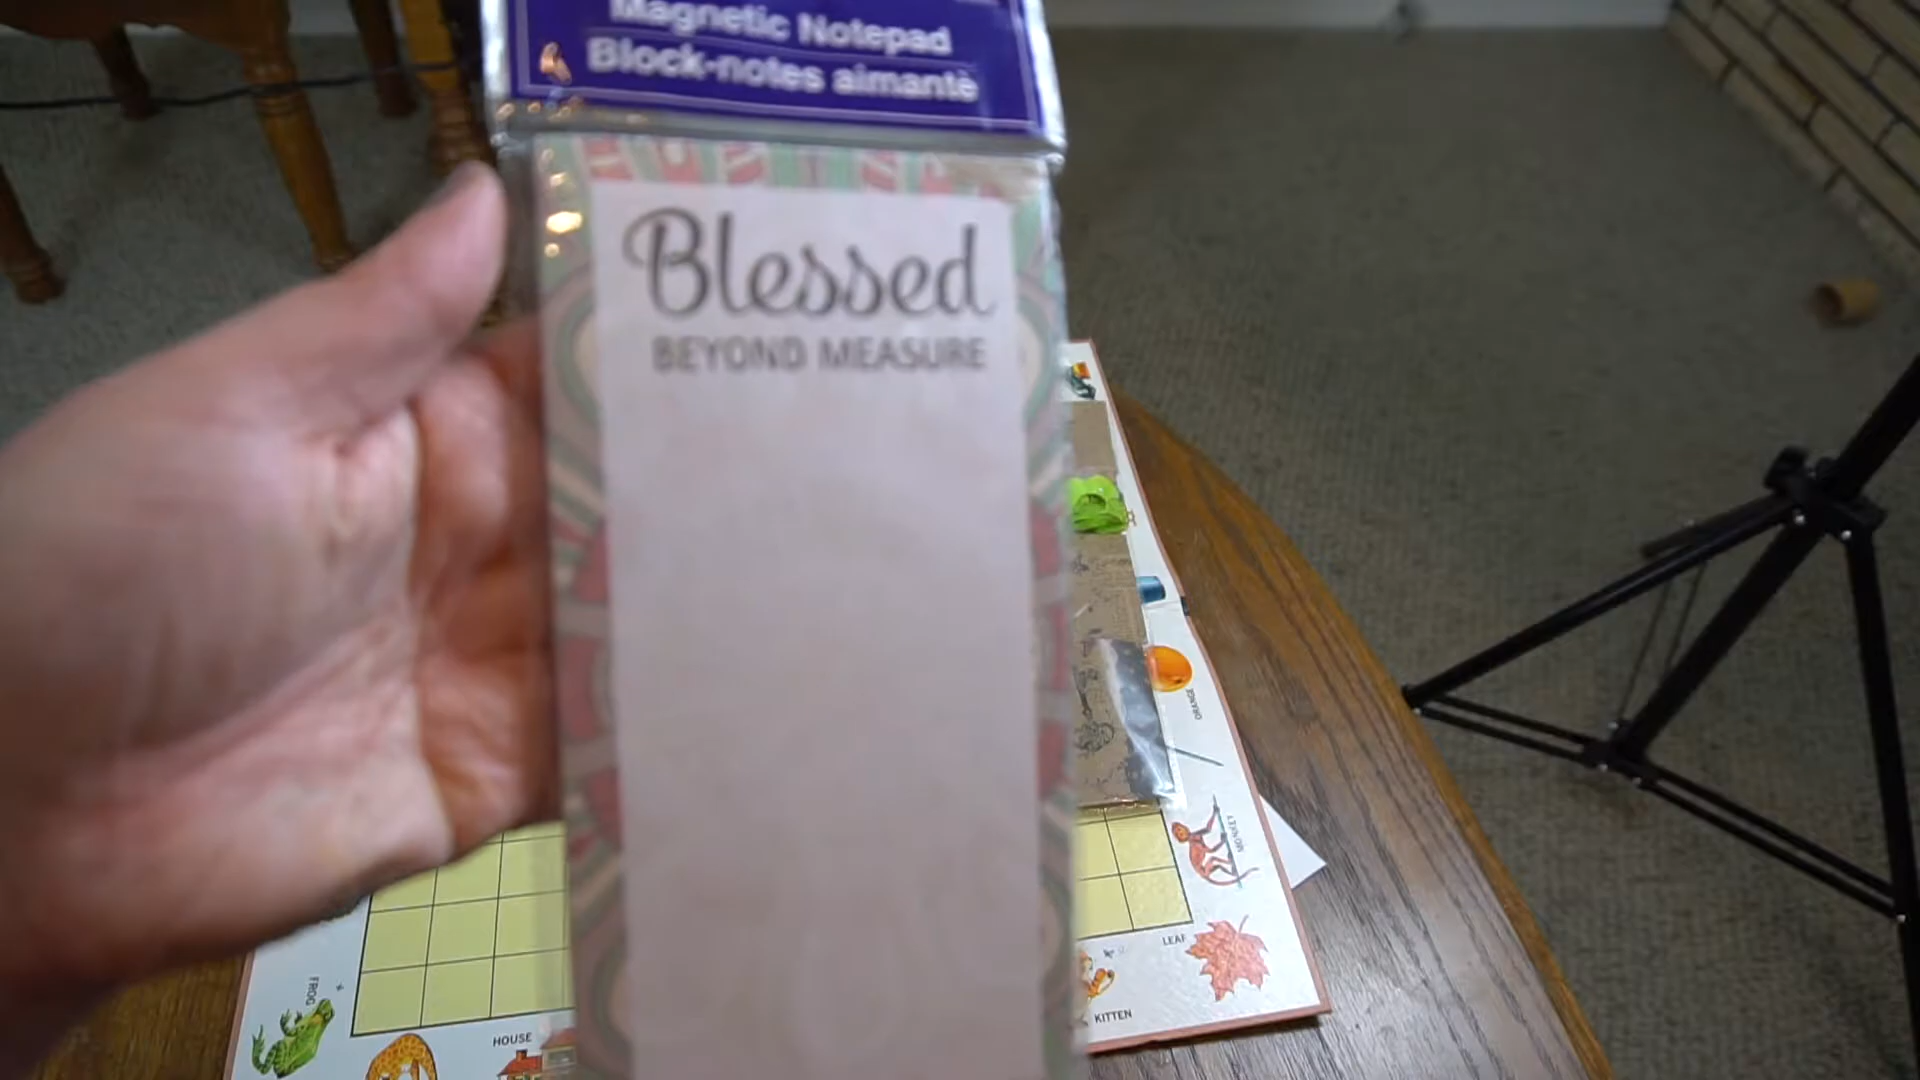 Magnetic Notepad
Block-notes aimantè
Blessed
BEYOND MEASURE
ORANGE
MONKEY
LEAF
KITTEN
FROG
HOUSE